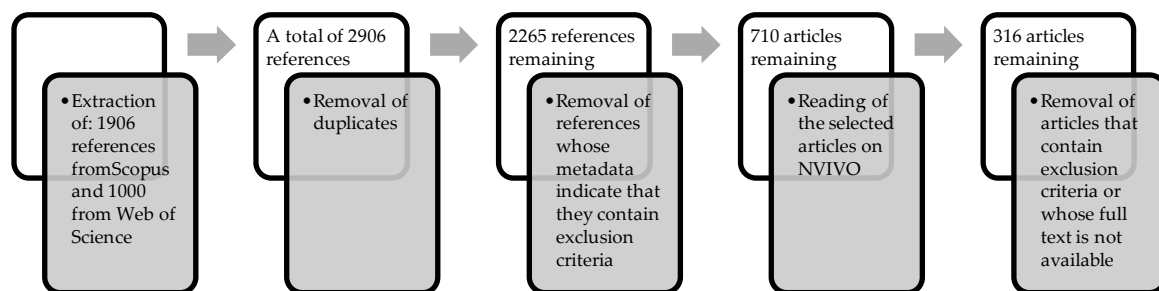 •Extraction
of: 1906
references
fromScopus
and 1000
from Web of
Science
A total of 2906
references
•Removal of
duplicates
2265 references
remaining
•Removal of
references
whose
metadata
indicate that
they contain
exclusion
criteria
710 articles
remaining
•Reading of
the selected
articles on
NVIVO
316 articles
remaining
•Removal of
articles that
contain
exclusion
criteria or
whose full
text is not
available